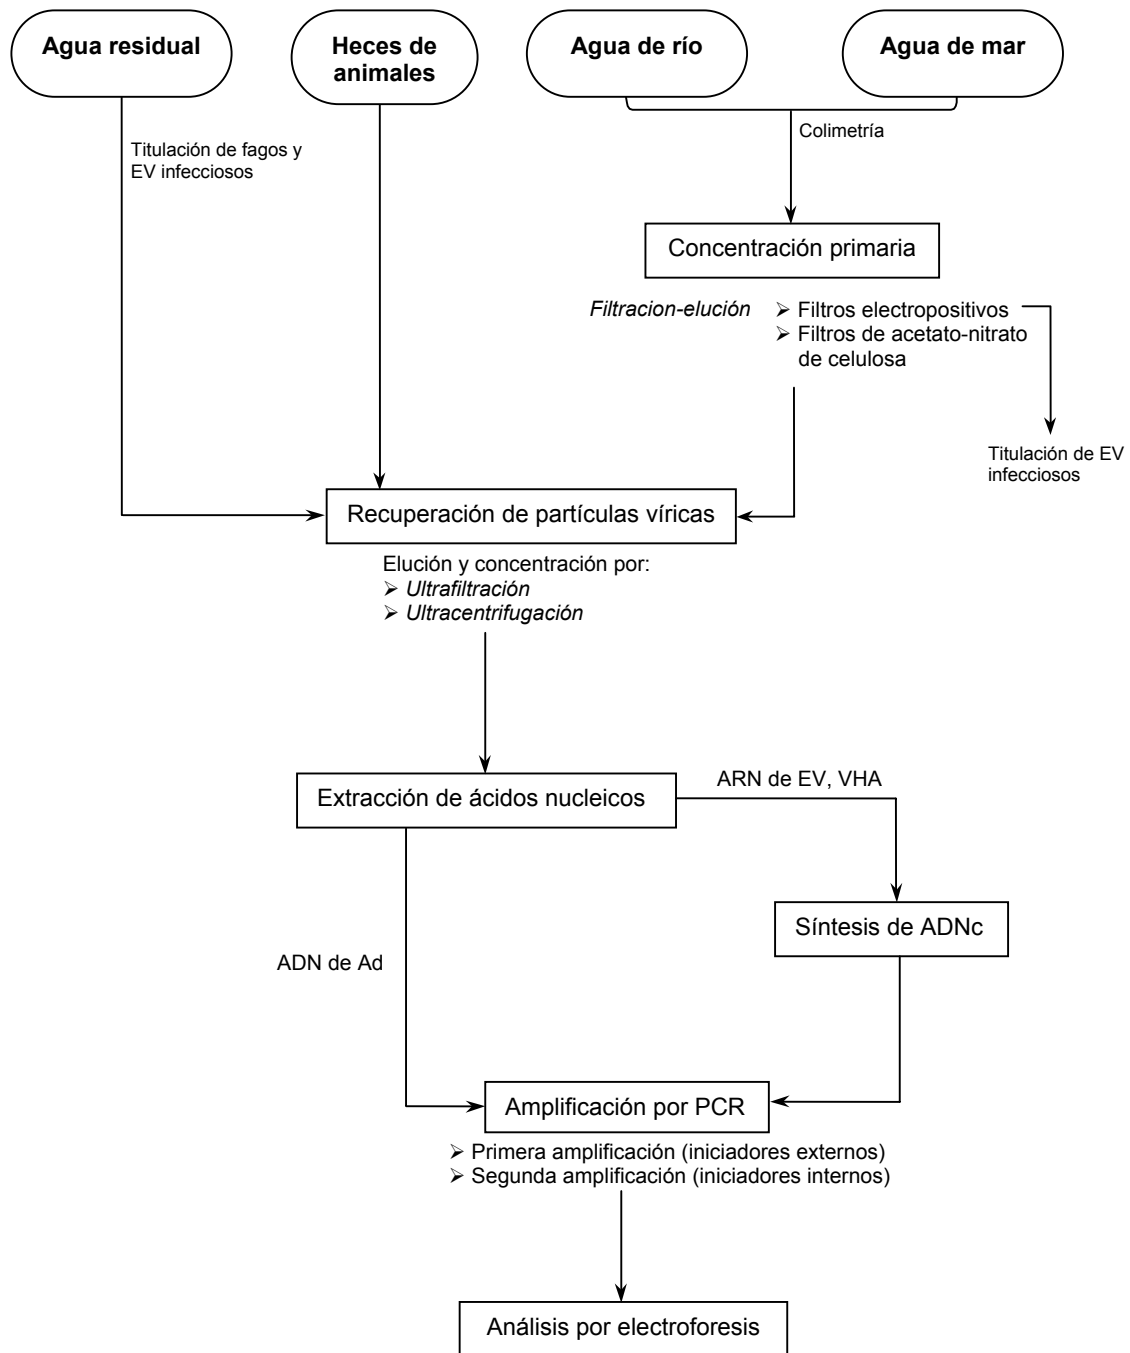 Agua residual
Heces de
animales
Agua de río
Agua de mar
Titulación de fagos y
EV infecciosos
Colimetría
Concentración primaria
Filtracion-elución
➢ Filtros electropositivos
➢ Filtros de acetato-nitrato
de celulosa
Titulación de EV
infecciosos
Recuperación de partículas víricas
Elución y concentración por:
➢ Ultrafiltración
➢ Ultracentrifugación
Extracción de ácidos nucleicos
ARN de EV, VHA
Síntesis de ADNc
ADN de Ad
Amplificación por PCR
➢ Primera amplificación (iniciadores externos)
➢ Segunda amplificación (iniciadores internos)
Análisis por electroforesis